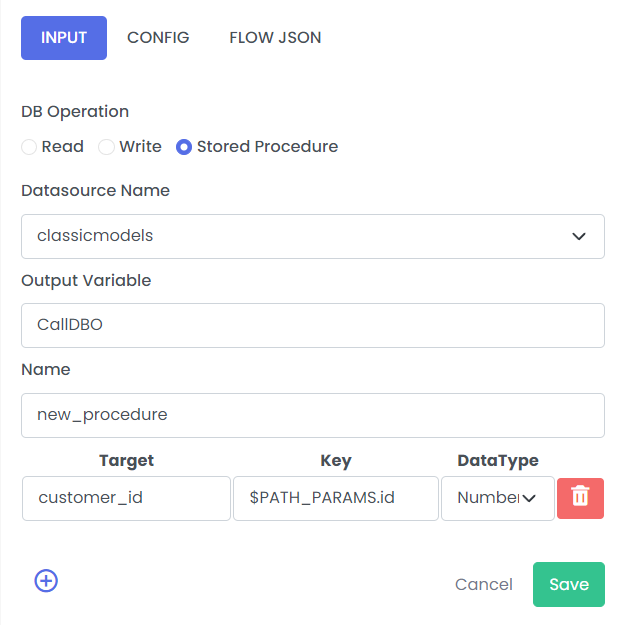 INPUT CONFIG FLOW JSON
DB Operation
Read Write Stored Procedure
Datasource Name
classicmodels
Output Variable
CallDBO
Name
new_procedure
Target Key DataType
customer_id $PATH_PARAMS.id Number
Cancel Save